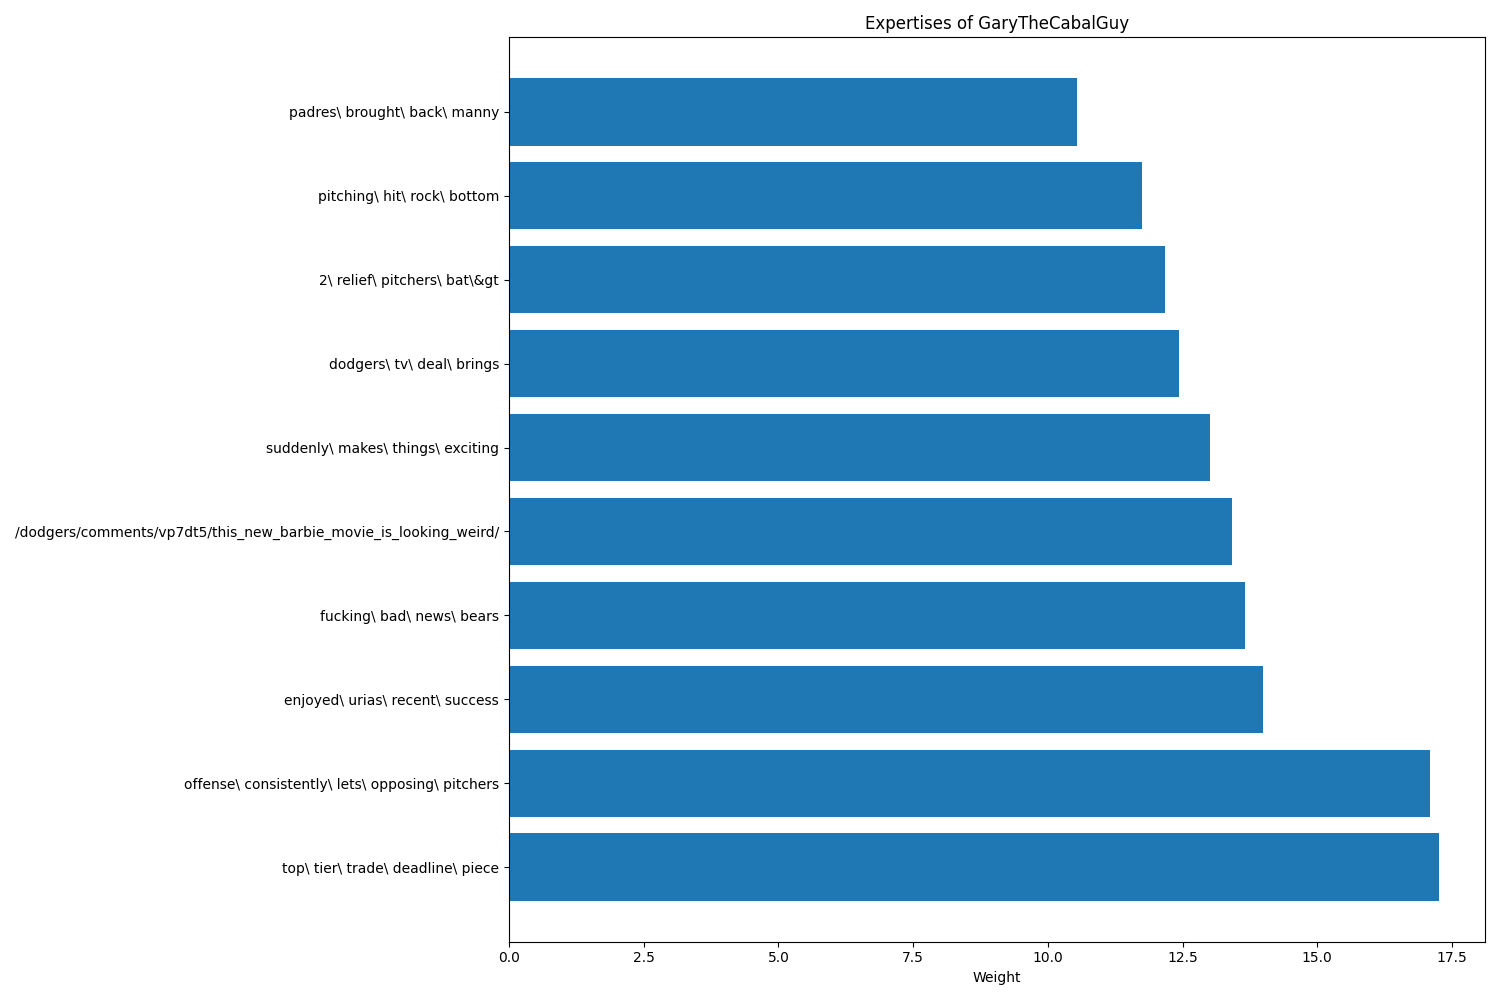 Expertises of GaryTheCabalGuy
padres\ brought\ back\ manny
pitching\ hit\ rock\ bottom
2\ relief\ pitchers\ bat\&gt
dodgers\ tv\ deal\ brings
suddenly\ makes\ things\ exciting
/dodgers/comments/vp7dt5/this_new_barbie_movie_is_looking_weird/
fucking\ bad\ news\ bears
enjoyed\ urias\ recent\ success
offense\ consistently\ lets\ opposing\ pitchers
top\ tier\ trade\ deadline\ piece
0.0 2.5 5.0 7.5 10.0 12.5 15.0 17.5
Weight